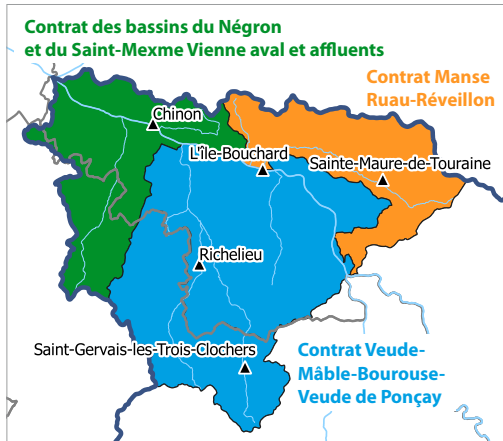 Contrat des bassins du Négron
et du Saint-Mexme Vienne aval et affluents
Contrat Manse
Ruau-Réveillon
Chinon
L'Île-Bouchard
Sainte-Maure-de-Touraine
Richelieu
Saint-Gervais-les-Trois-Clochers
Contrat Veude-
Mâble-Bourouse-
Veude de Ponçay